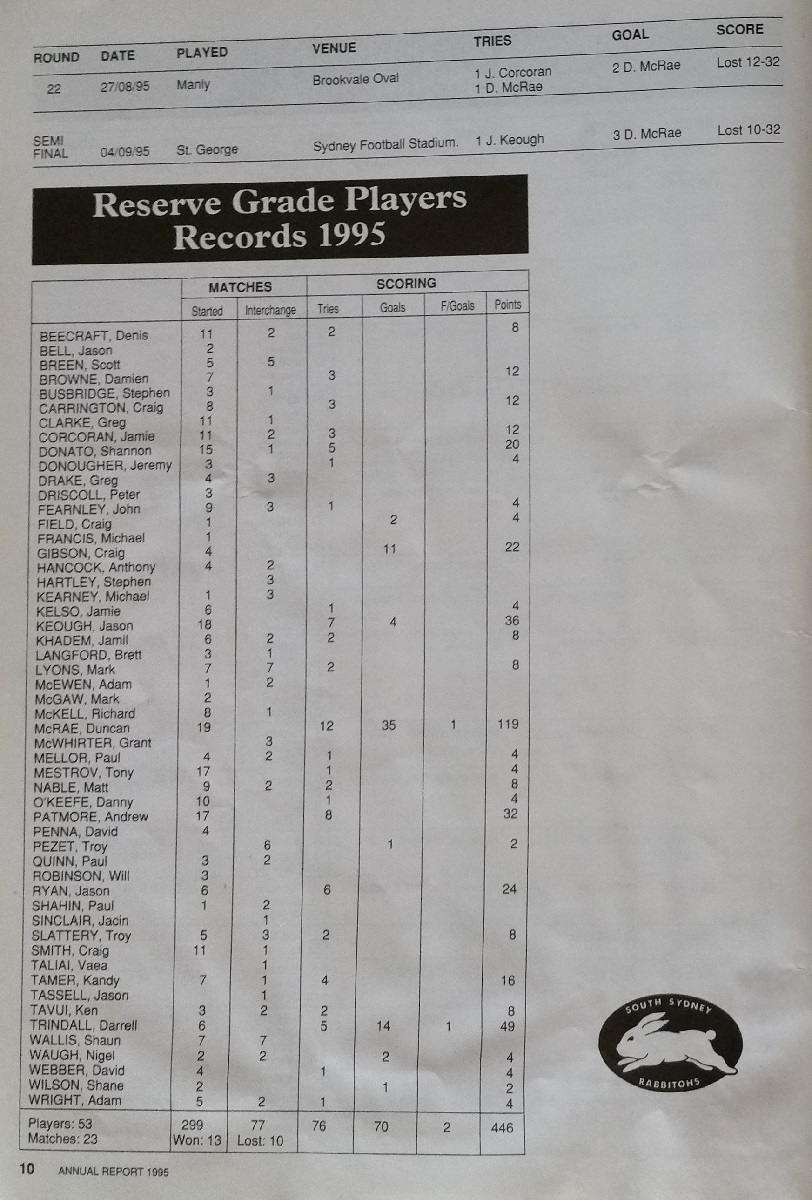 ROUND DATE PLAYED VENUE TRIES GOAL SCORE
22 27/08/95 Manly Brookvale Oval 1 J. Corcoran 2 D. McRae Lost 12-32
1 D. McRae
SEMI
FINAL 04/09/95 St. George Sydney Football Stadium. 1 J. Keough 3 D. McRae Lost 10-32
Reserve Grade Players
Records 1995
MATCHES SCORING
Started Interchange Tries Goals F/Goals Points
BEECRAFT, Denis 11 2 2 8
BELL, Jason 2
BREEN, Scott 5 5
BROWNE, Damien 7 3 12
BUSBRIDGE, Stephen 3 1
CARRINGTON, Craig 8 3 12
CLARKE, Greg 11 1
CORCORAN, Jamie 11 2 3 12
DONATO, Shannon 15 1 5 20
DONOUGHER, Jeremy 3 1 4
DRAKE, Greg 4 3
DRISCOLL, Peter 3
FEARNLEY, John 9 3 1 4
FIELD, Craig 1 2 4
FRANCIS, Michael 1
GIBSON, Craig 4 11 22
HANCOCK, Anthony 4 2
HARTLEY, Stephen 3
KEARNEY, Michael 1 3
KELSO, Jamie 6 1 4
KEOUGH, Jason 18 7 4 36
KHADEM, Jamil 6 2 2 8
LANGFORD, Brett 3 1
LYONS, Mark 7 7 2 8
McEWEN, Adam 1 2
McGAW, Mark 2
McKELL, Richard 8 1
McRAE, Duncan 19 12 35 1 119
McWHIRTER, Grant 3
MELLOR, Paul 4 2 1 4
MESTROV, Tony 17 1 4
NABLE, Matt 9 2 2 8
O'KEEFE, Danny 10 1 4
PATMORE, Andrew 17 8 32
PENNA, David 4
PEZET, Troy 6 1 2
QUINN, Paul 3 2
ROBINSON, Will 3
RYAN, Jason 6 6 24
SHAHIN, Paul 1 2
SINCLAIR, Jacin 1
SLATTERY, Troy 5 3 2 8
SMITH, Craig 11 1
TALIAI, Vaea 1
TAMER, Kandy 7 1 4 16
TASSELL, Jason 1
TAVUI, Ken 3 2 2 8
TRINDALL, Darrell 6 5 14 1 49
WALLIS, Shaun 7 7
WAUGH, Nigel 2 2 2 4
WEBBER, David 4 1 4
WILSON, Shane 2 1 2
WRIGHT, Adam 5 2 1 4
Players: 53 299 77 76 70 2 446
Matches: 23 Won: 13 Lost: 10
SOUTH SYDNEY
RABBITOHS
10 ANNUAL REPORT 1995